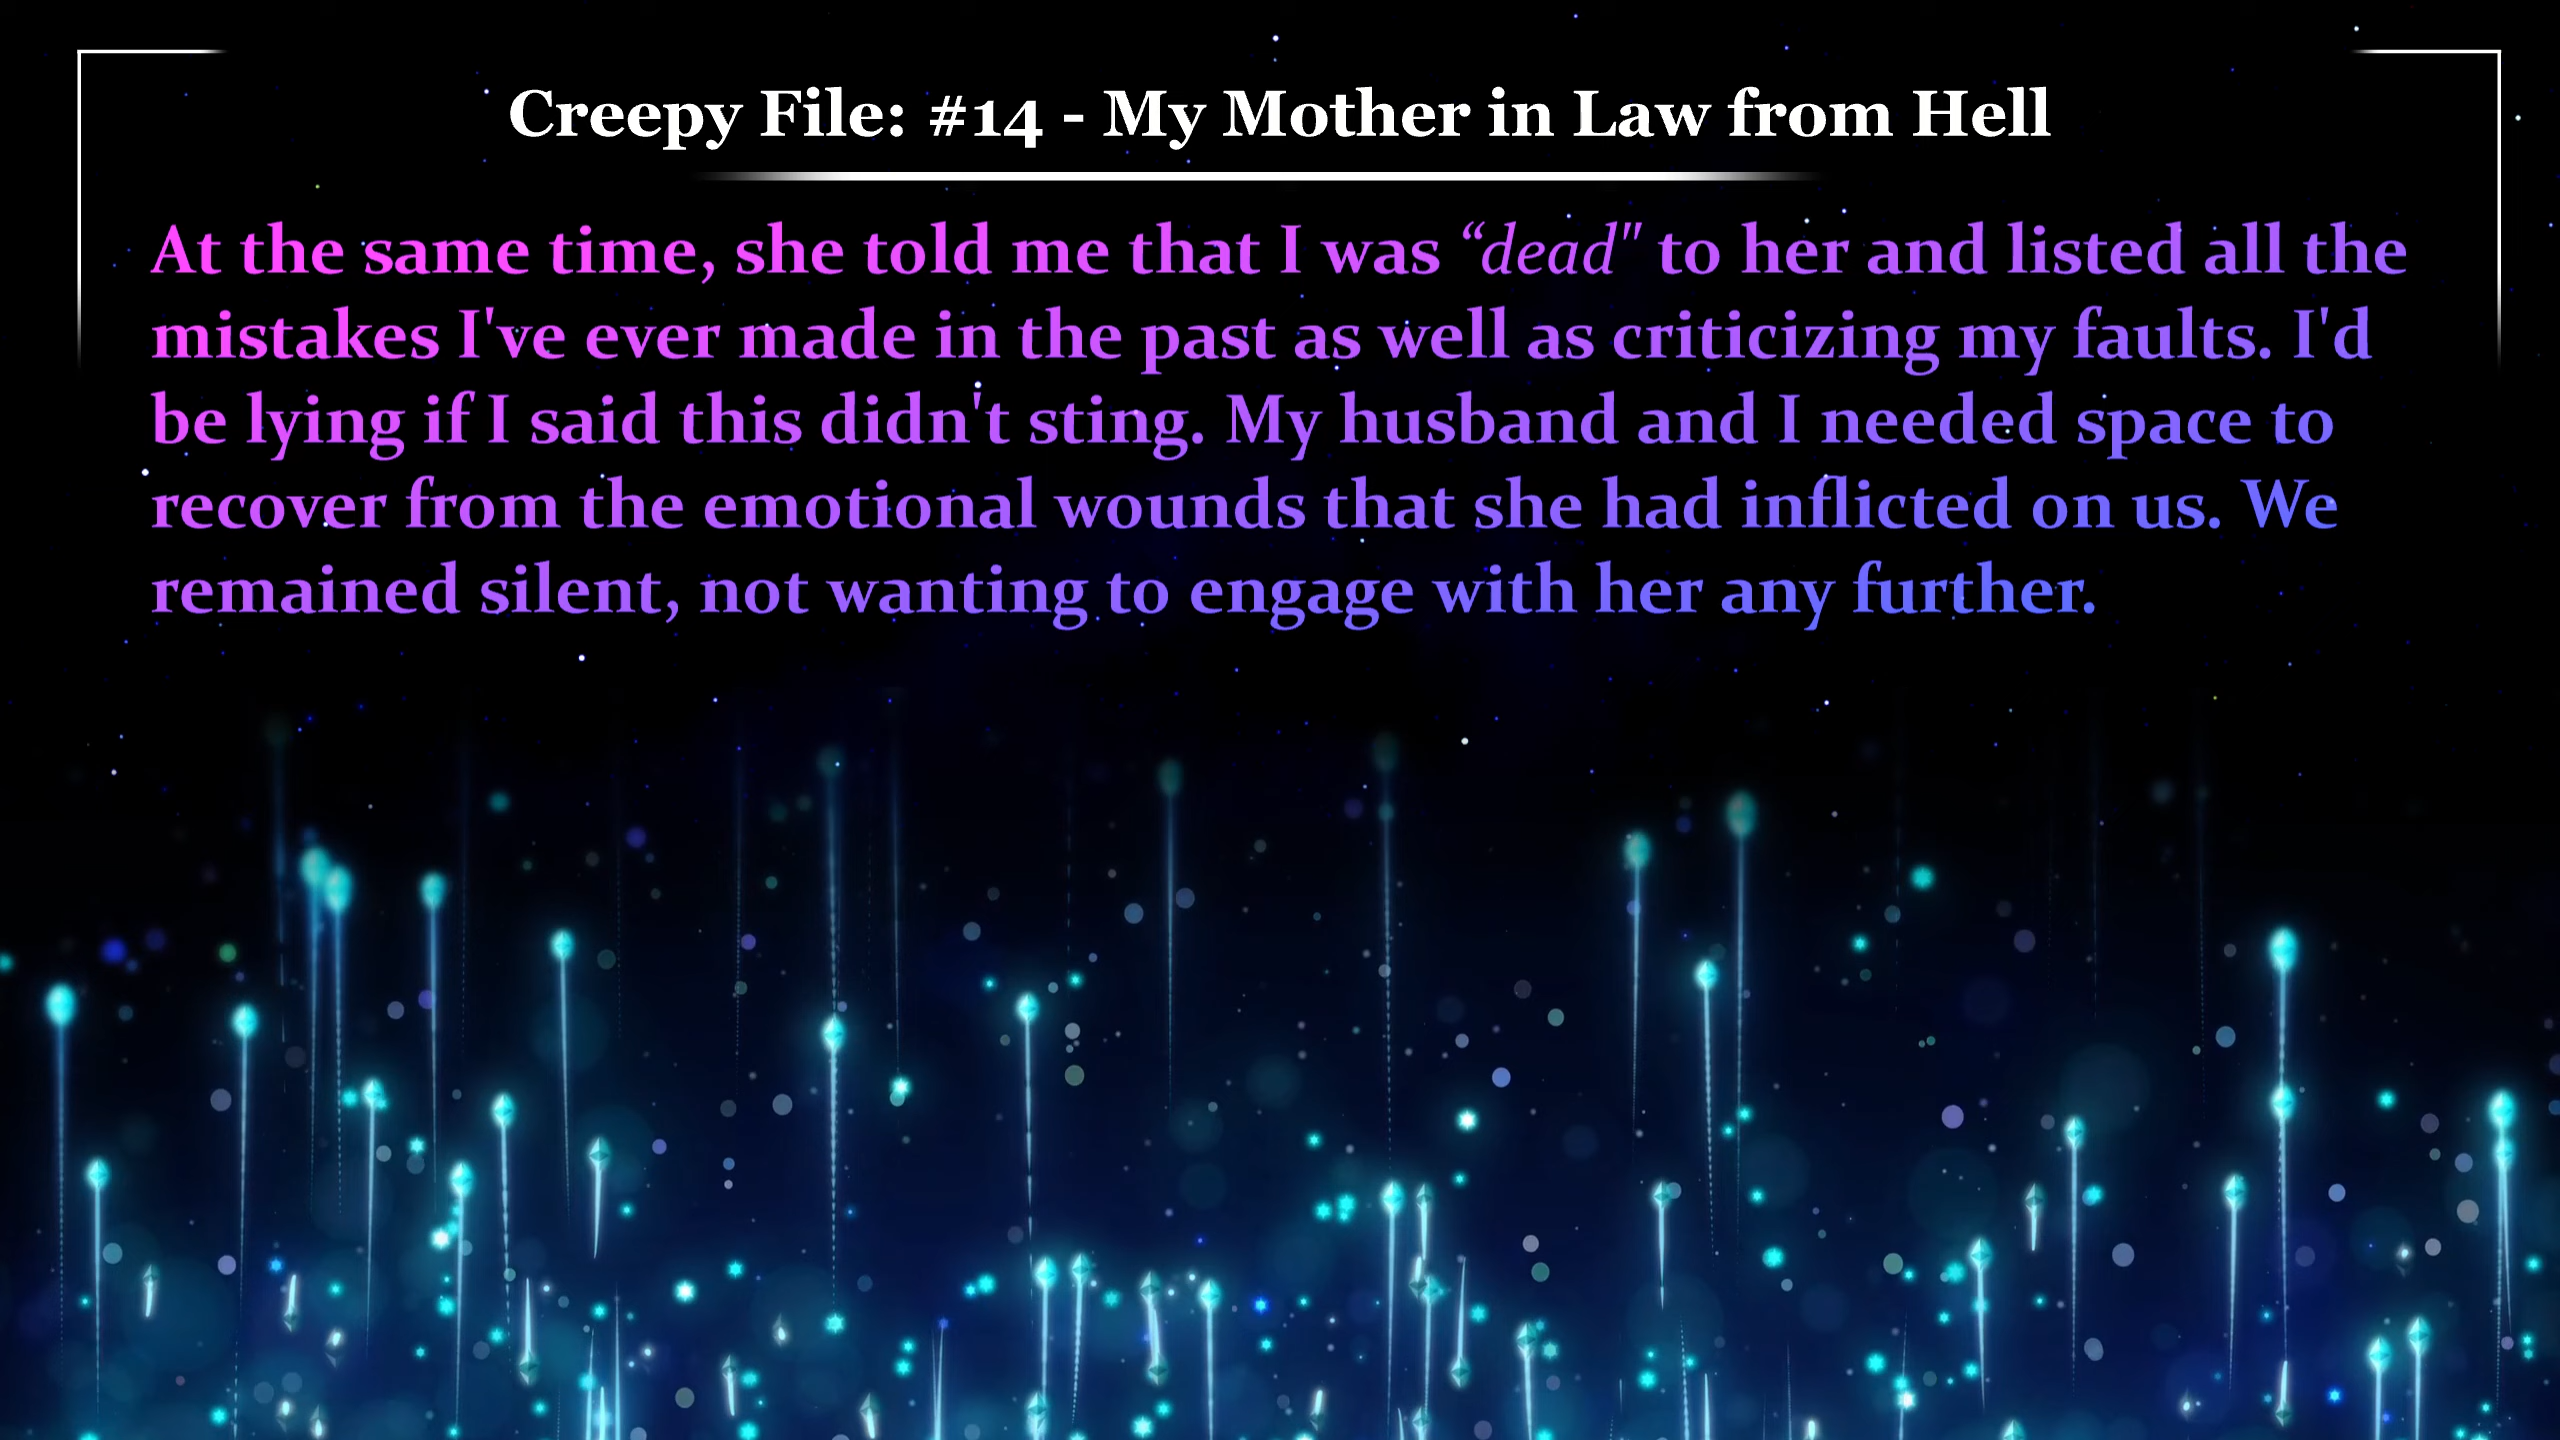 Creepy File: #14 - My Mother in Law from Hell
At the same time, she told me that I was “dead" to her and listed all the
mistakes I've ever made in the past as well as criticizing my faults. I'd
be lying if I said this didn't sting. My husband and I needed space to
recover from the emotional wounds that she had inflicted on us. We
remained silent, not wanting to engage with her any further.